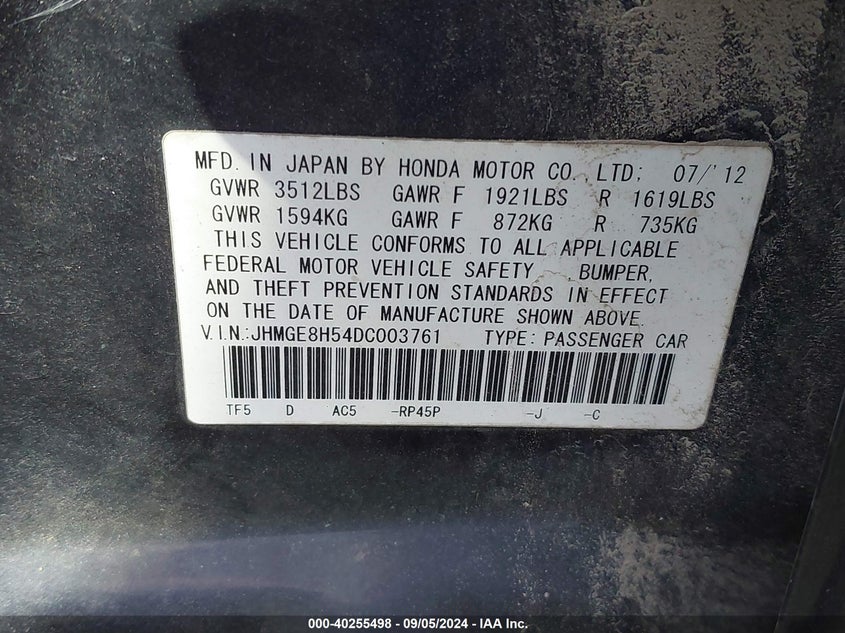 MFD. IN JAPAN BY HONDA MOTOR CO. LTD; 07/'12
GVWR 3512LBS GAWR F 1921LBS R 1619LBS
GVWR 1594KG GAWR F 872KG R 735KG
THIS VEHICLE CONFORMS TO ALL APPLICABLE
FEDERAL MOTOR VEHICLE SAFETY BUMPER,
AND THEFT PREVENTION STANDARDS IN EFFECT
ON THE DATE OF MANUFACTURE SHOWN ABOVE.
V.I.N.:JHMGE8H54DC003761 TYPE: PASSENGER CAR
TF5 D AC5 -RP45P -J -C
000-40255498 - 09/05/2024 - IAA Inc.